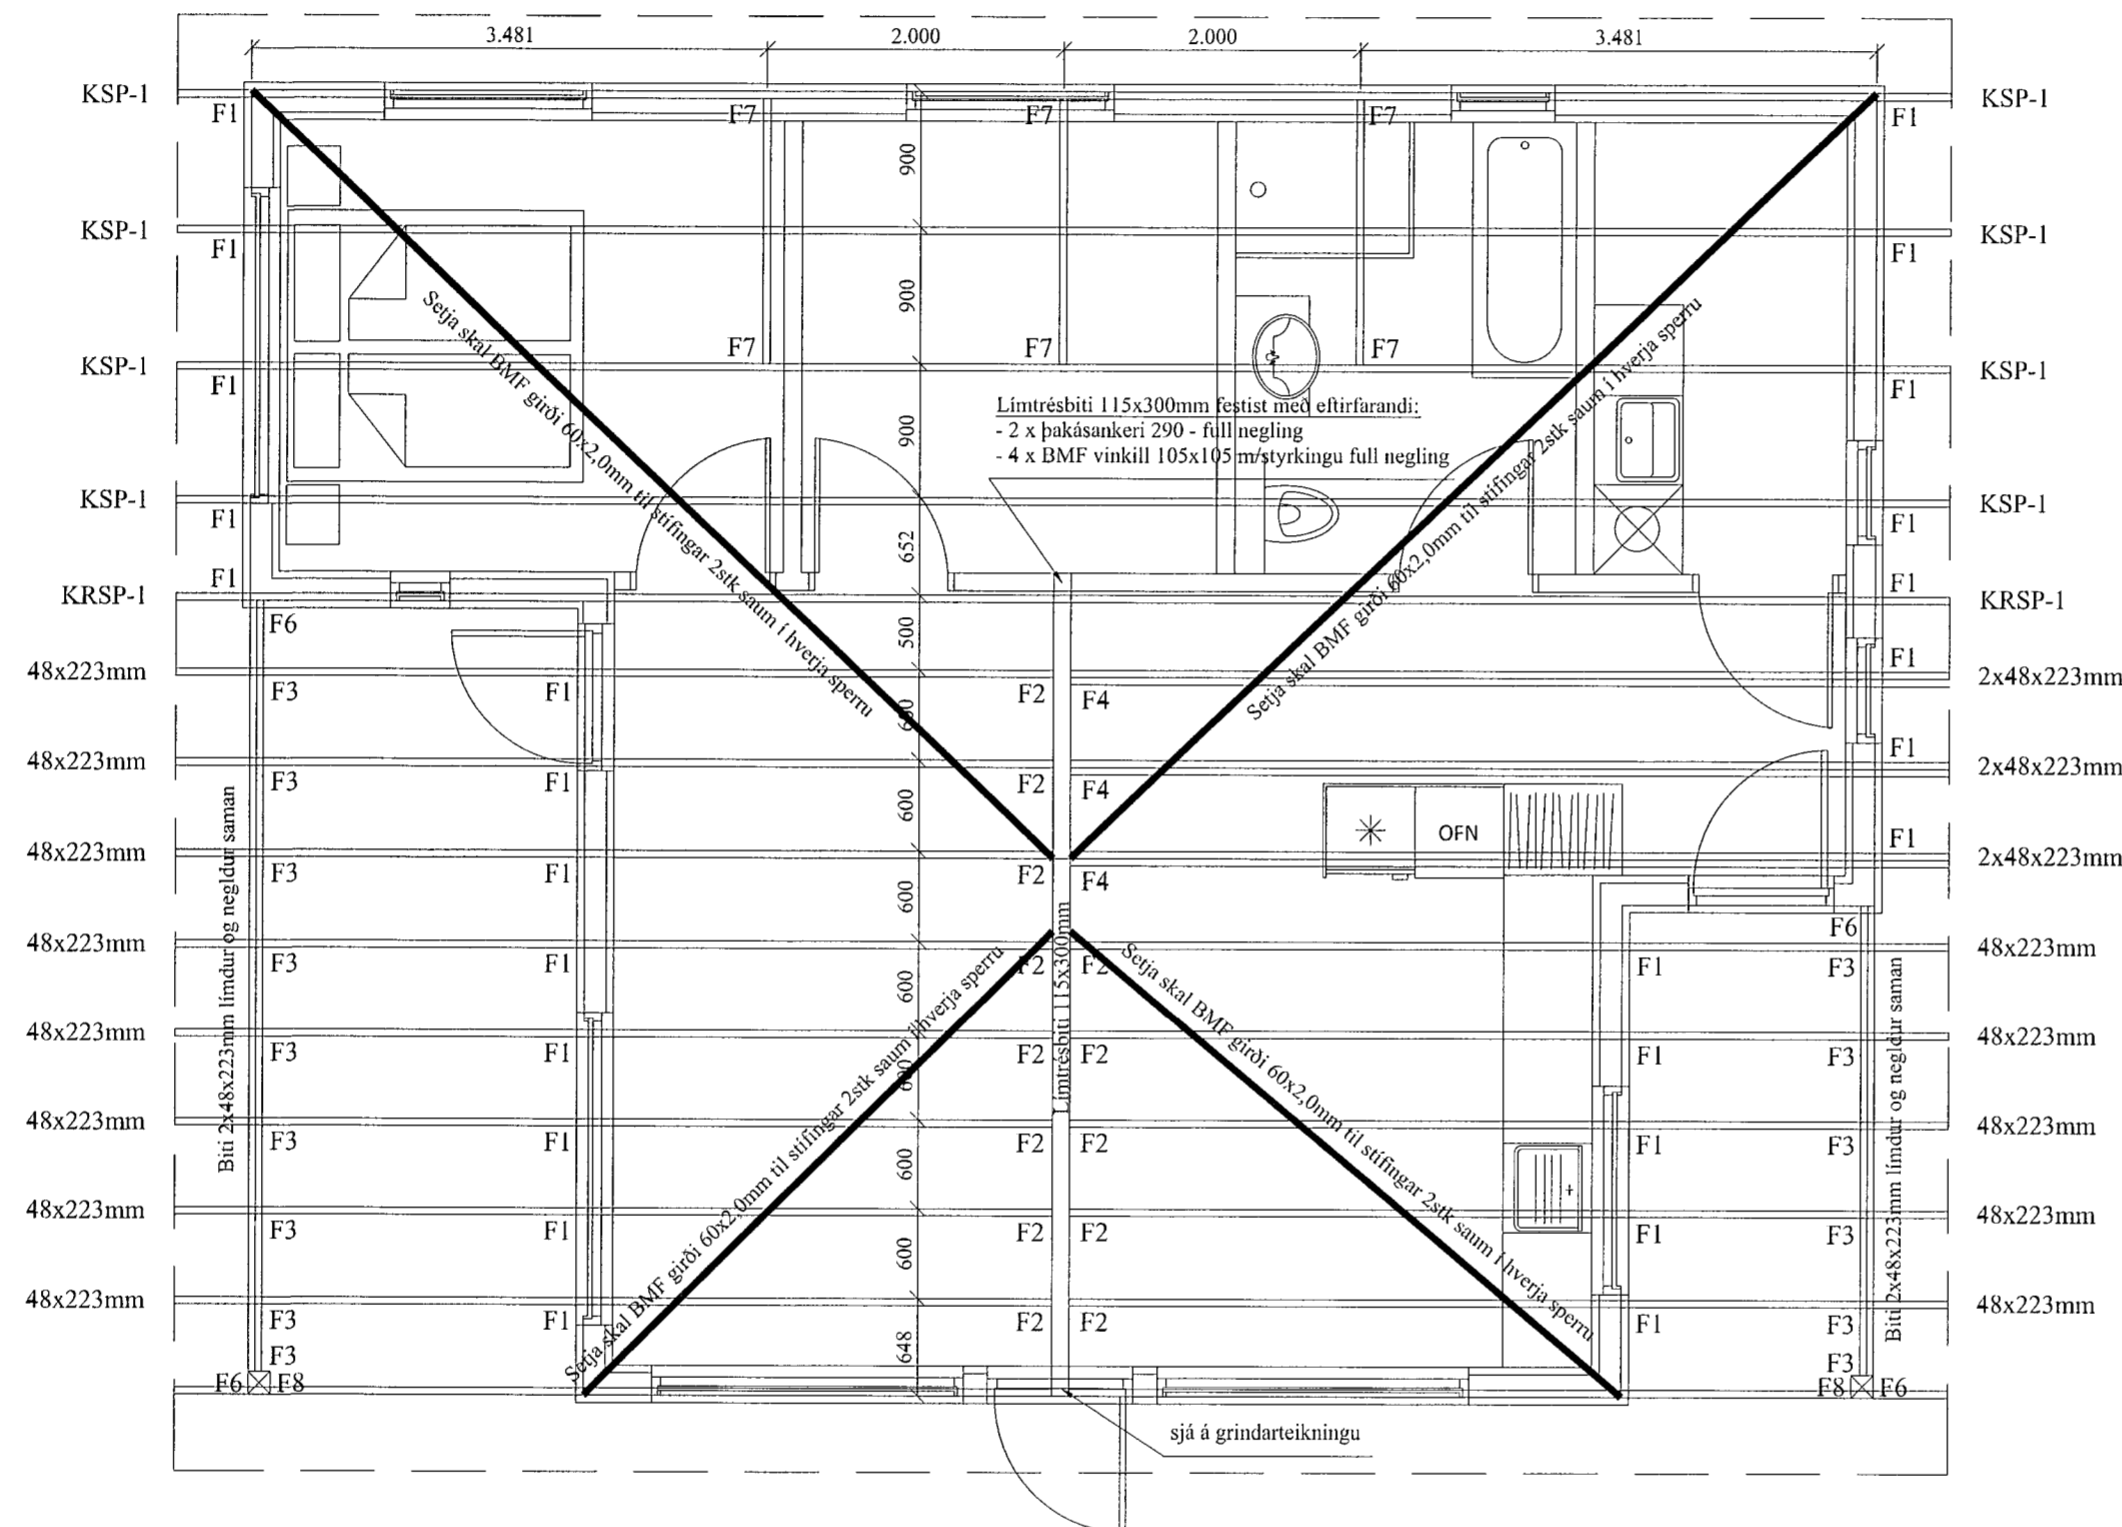 3.481 2.000 2.000 3.481
KSP-1 F1 F7 F7 F7 F1 KSP-1
900
KSP-1 F1 F1 KSP-1
900
KSP-1 F1 F7 F7 F7 F1 KSP-1
Límtrésbiti 115x300mm festist með eftirfarandi:
- 2 x þakásankeri 290 - full negling
- 4 x BMF vinkill 105x105 m/styrkingu full negling
900
KSP-1 F1 F1 KSP-1
652
KRSP-1 F1 F1 KRSP-1
F6
500
Setja skal BMF girði 60x2,0mm til stífingar 2stk saum í hverja sperru
Setja skal BMF girði 60x2,0mm til stífingar 2stk saum í hverja sperru
48x223mm F3 F1 F2 F4 F1 2x48x223mm
600
48x223mm F3 F1 F2 F4 F1 2x48x223mm
600
OFN
48x223mm F3 F1 F2 F4 F1 2x48x223mm
600
F6
48x223mm F3 F1 F2 F2 F1 F3 48x223mm
600
48x223mm F3 F1 F2 F2 F1 F3 48x223mm
600
48x223mm F3 F1 F2 F2 F1 F3 48x223mm
600
48x223mm F3 F1 F2 F2 F1 F3 48x223mm
600
48x223mm F3 F1 F2 F2 F1 F3 48x223mm
648
F3 F3
F6 F8 F8 F6
Biti 2x48x223mm límdur og negldur saman
Límtrésbiti 115x300mm
Biti 2x48x223mm límdur og negldur saman
Setja skal BMF girði 60x2,0mm til stífingar 2stk saum í hverja sperru
Setja skal BMF girði 60x2,0mm til stífingar 2stk saum í hverja sperru
sjá á grindarteikningu